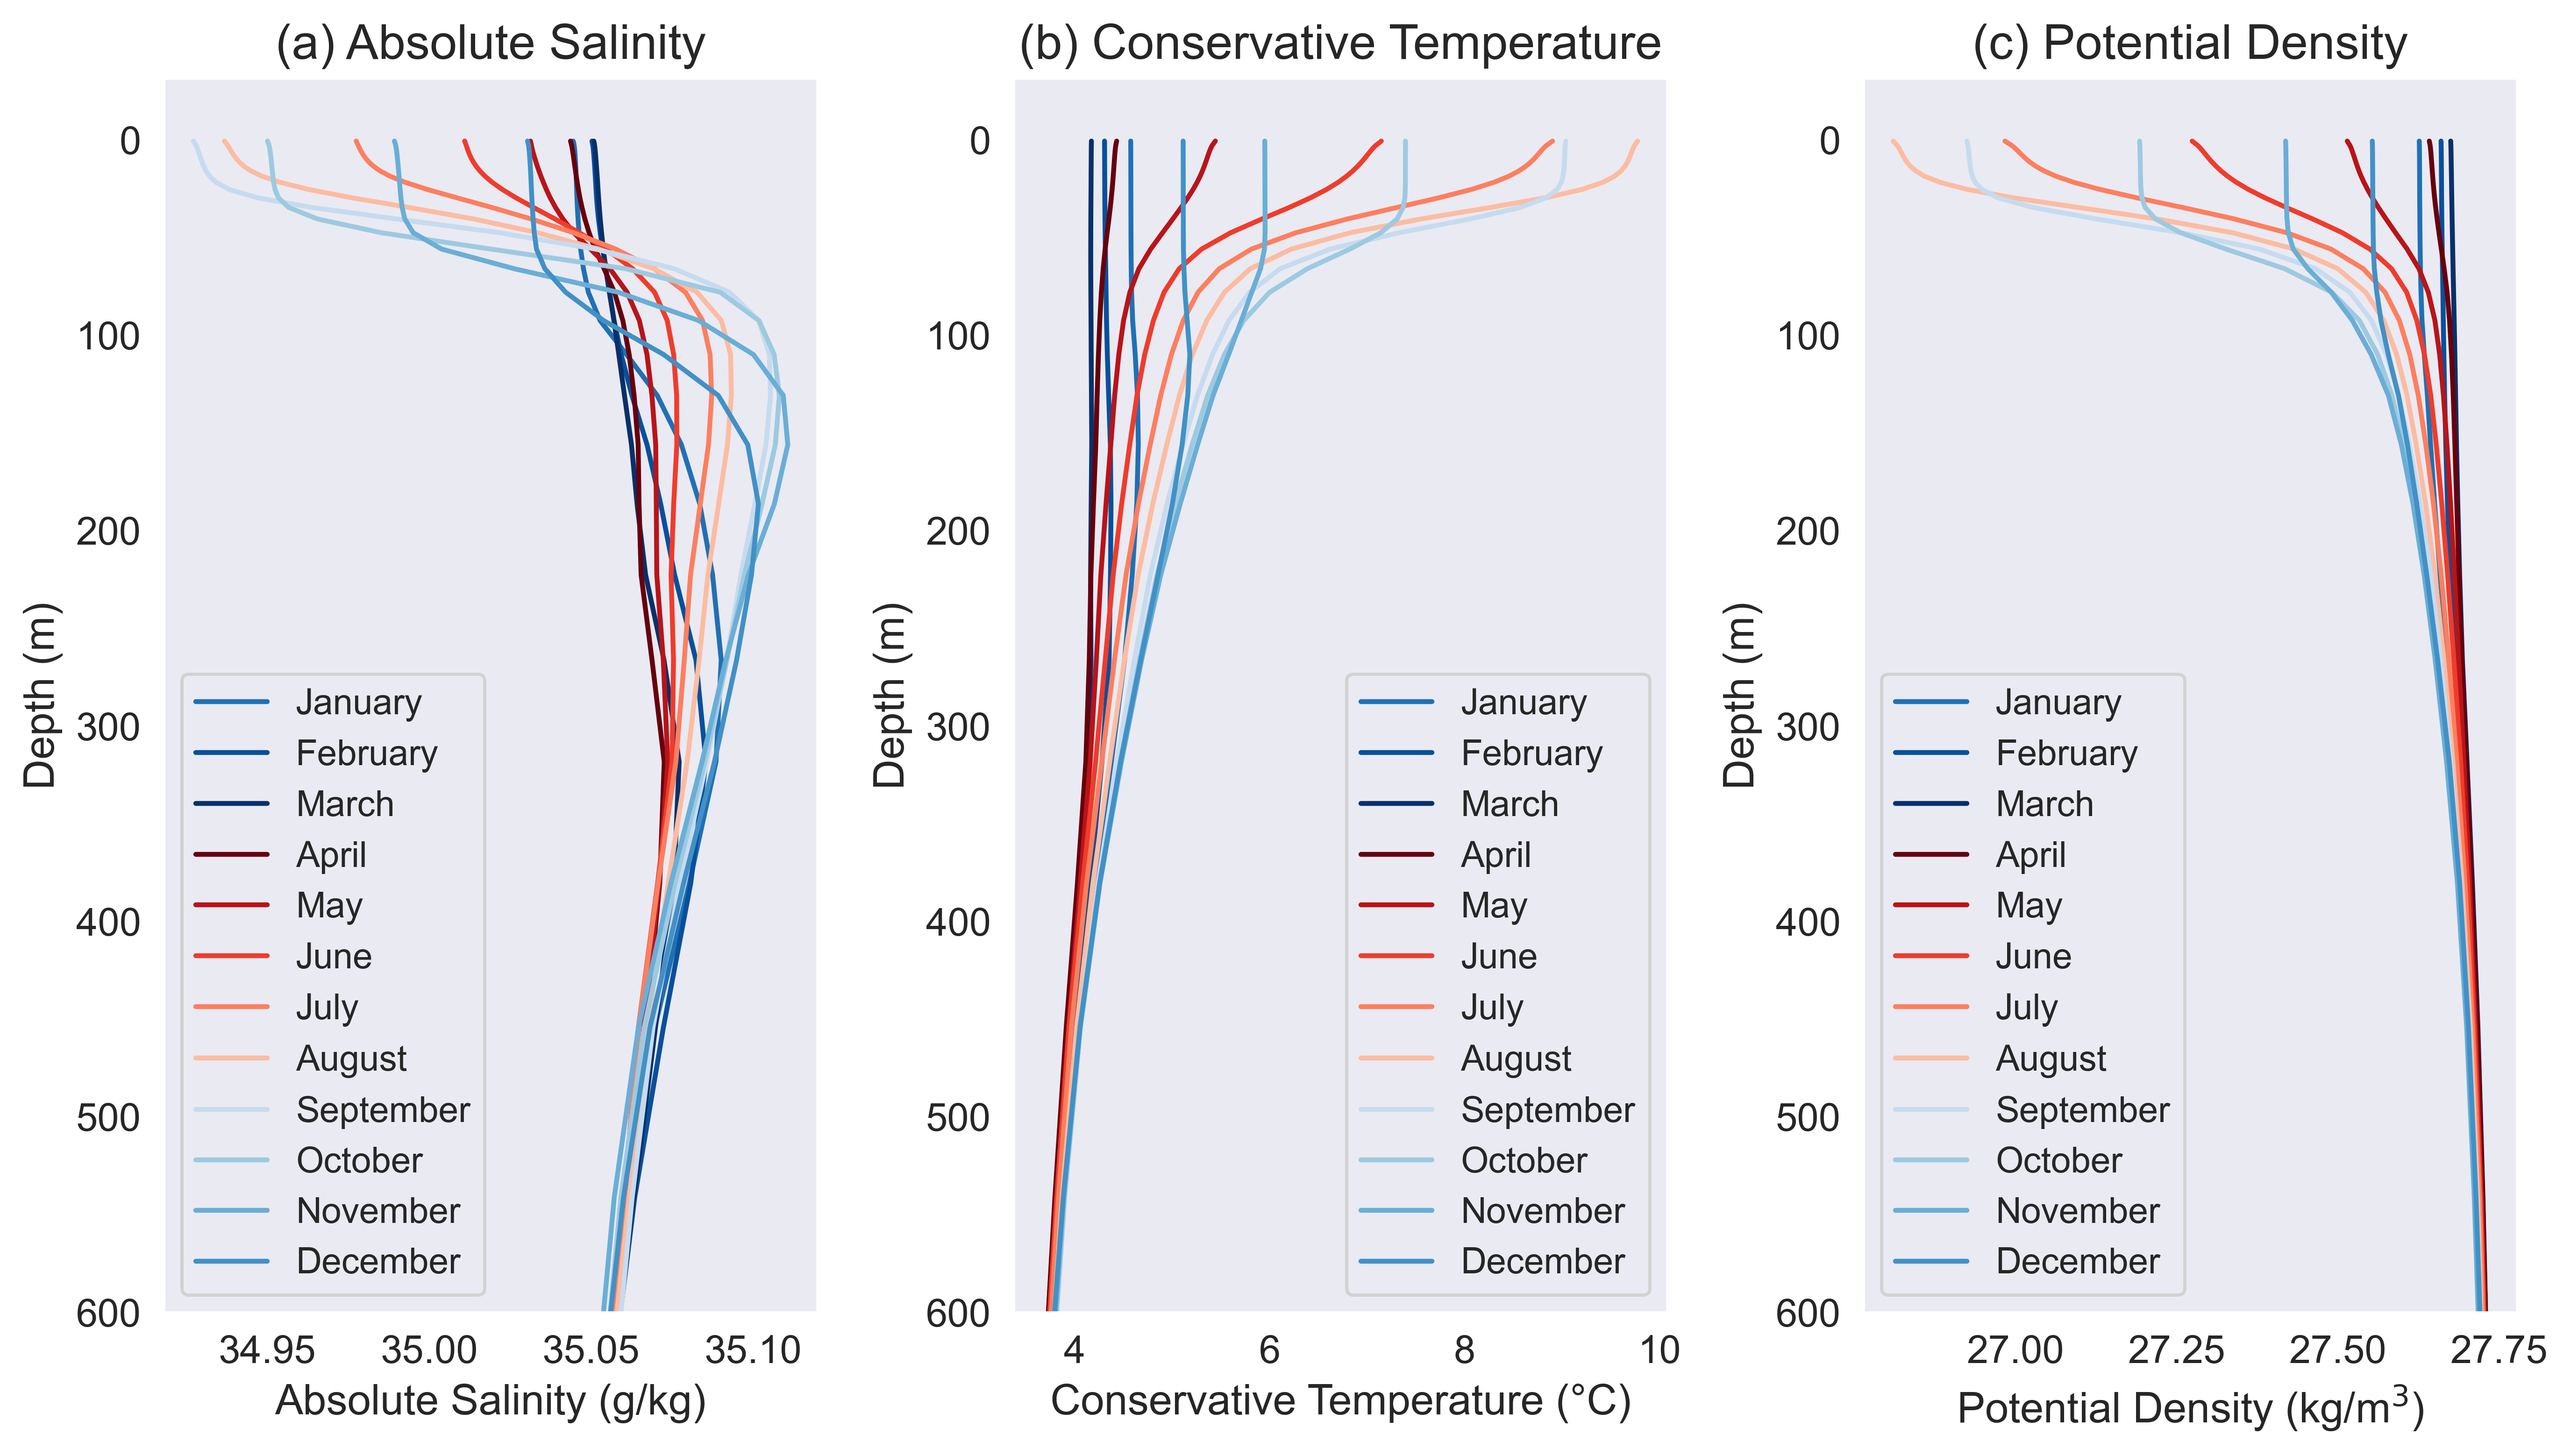 (a) Absolute Salinity
0
100
200
300
400
500
600
Depth (m)
January
February
March
April
May
June
July
August
September
October
November
December
34.95 35.00 35.05 35.10
Absolute Salinity (g/kg)
(b) Conservative Temperature
0
100
200
300
400
500
600
Depth (m)
January
February
March
April
May
June
July
August
September
October
November
December
4 6 8 10
Conservative Temperature (°C)
(c) Potential Density
0
100
200
300
400
500
600
Depth (m)
January
February
March
April
May
June
July
August
September
October
November
December
27.00 27.25 27.50 27.75
Potential Density (kg/m³)